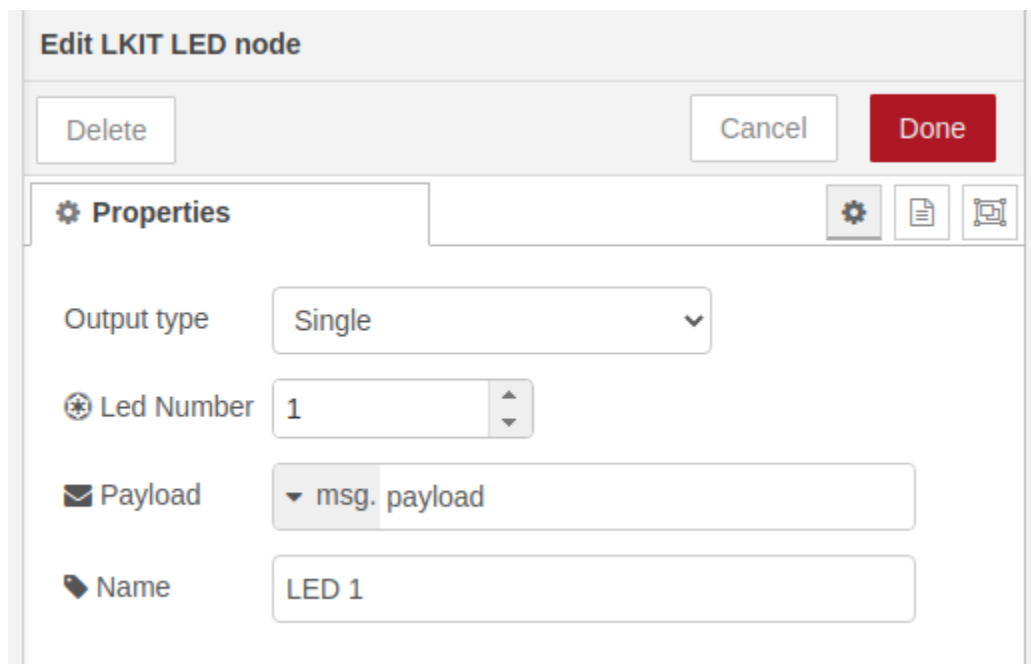 Edit LKIT LED node
Delete Cancel Done
Properties
Output type Single
Led Number 1
Payload msg. payload
Name LED 1